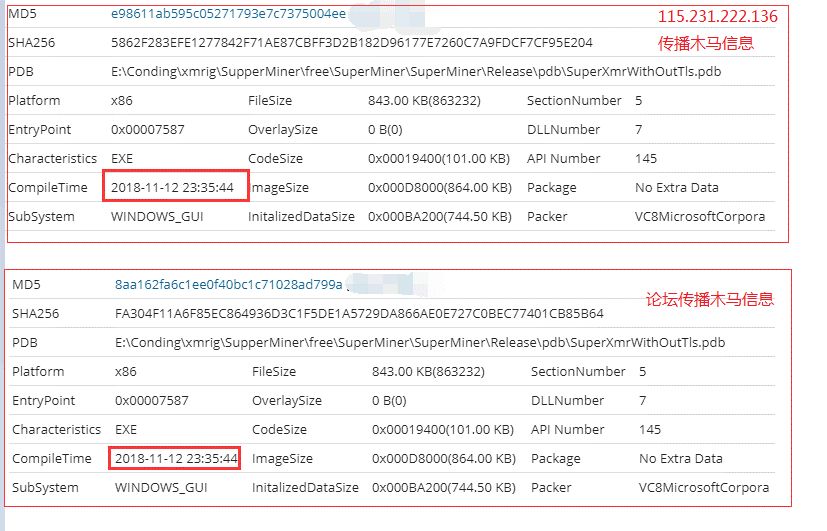 MD5 e98611ab595c05271793e7c7375004ee 115.231.222.136
SHA256 5862F283EFE1277842F71AE87CBFF3D2B182D96177E7260C7A9FDCF7CF95E204 传播木马信息
PDB E:\Conding\xmrig\SupperMiner\free\SuperMiner\SuperMiner\Release\pdb\SuperXmrWithOutTls.pdb
Platform x86 FileSize 843.00 KB(863232) SectionNumber 5
EntryPoint 0x00007587 OverlaySize 0 B(0) DLLNumber 7
Characteristics EXE CodeSize 0x00019400(101.00 KB) API Number 145
CompileTime 2018-11-12 23:35:44 ImageSize 0x000D8000(864.00 KB) Package No Extra Data
SubSystem WINDOWS_GUI InitalizedDataSize 0x000BA200(744.50 KB) Packer VC8MicrosoftCorpora
MD5 8aa162fa6c1ee0f40bc1c71028ad799a 论坛传播木马信息
SHA256 FA304F11A6F85EC864936D3C1F5DE1A5729DA866AE0E727C0BEC77401CB85B64
PDB E:\Conding\xmrig\SupperMiner\free\SuperMiner\SuperMiner\Release\pdb\SuperXmrWithOutTls.pdb
Platform x86 FileSize 843.00 KB(863232) SectionNumber 5
EntryPoint 0x00007587 OverlaySize 0 B(0) DLLNumber 7
Characteristics EXE CodeSize 0x00019400(101.00 KB) API Number 145
CompileTime 2018-11-12 23:35:44 ImageSize 0x000D8000(864.00 KB) Package No Extra Data
SubSystem WINDOWS_GUI InitalizedDataSize 0x000BA200(744.50 KB) Packer VC8MicrosoftCorpora